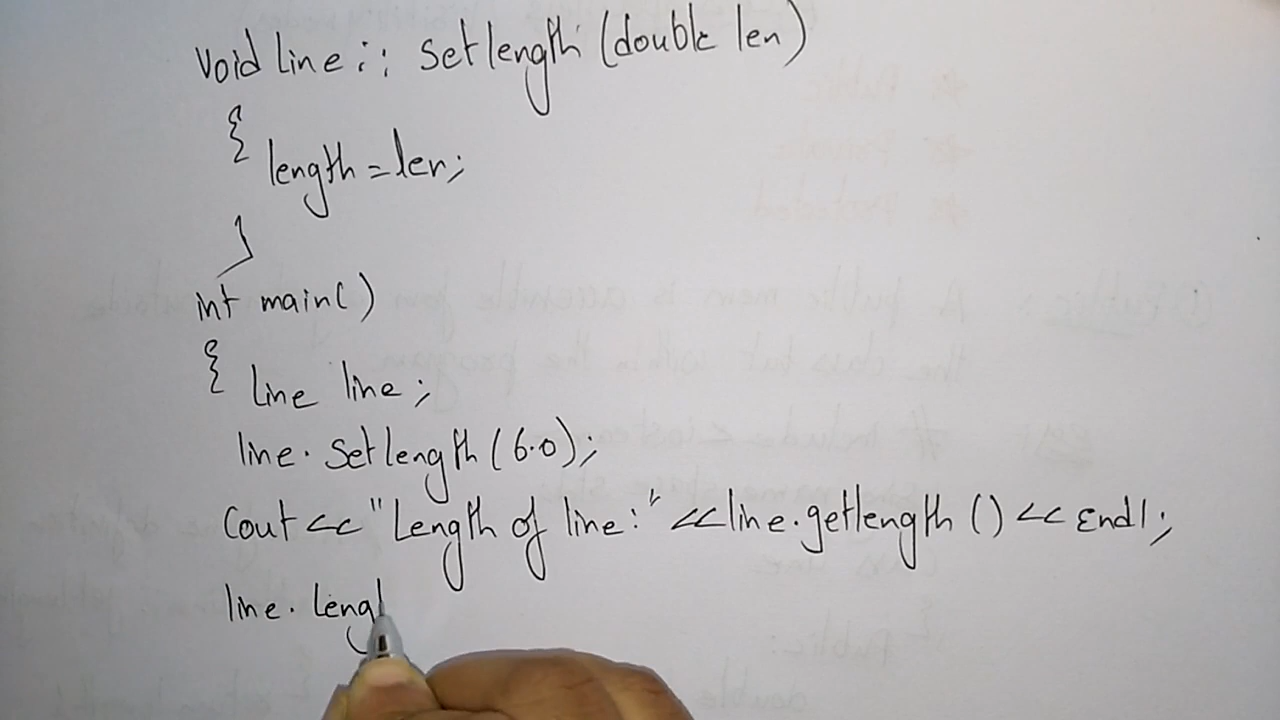 void line :: setlength (double len)
{
length = len;
}
int main()
{ line line ;
line. setlength (6.0);
cout << "Length of line:" <<line.getlength () << endl;
line. Leng